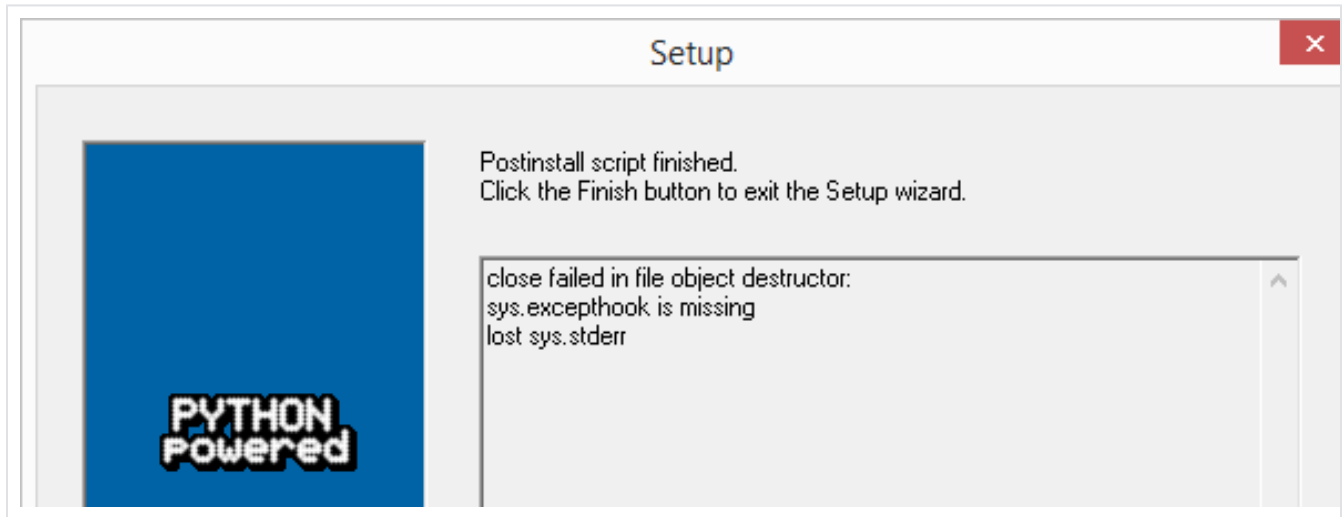 Setup
Postinstall script finished.
Click the Finish button to exit the Setup wizard.
close failed in file object destructor:
sys.excepthook is missing
lost sys.stderr
PYTHON
powered